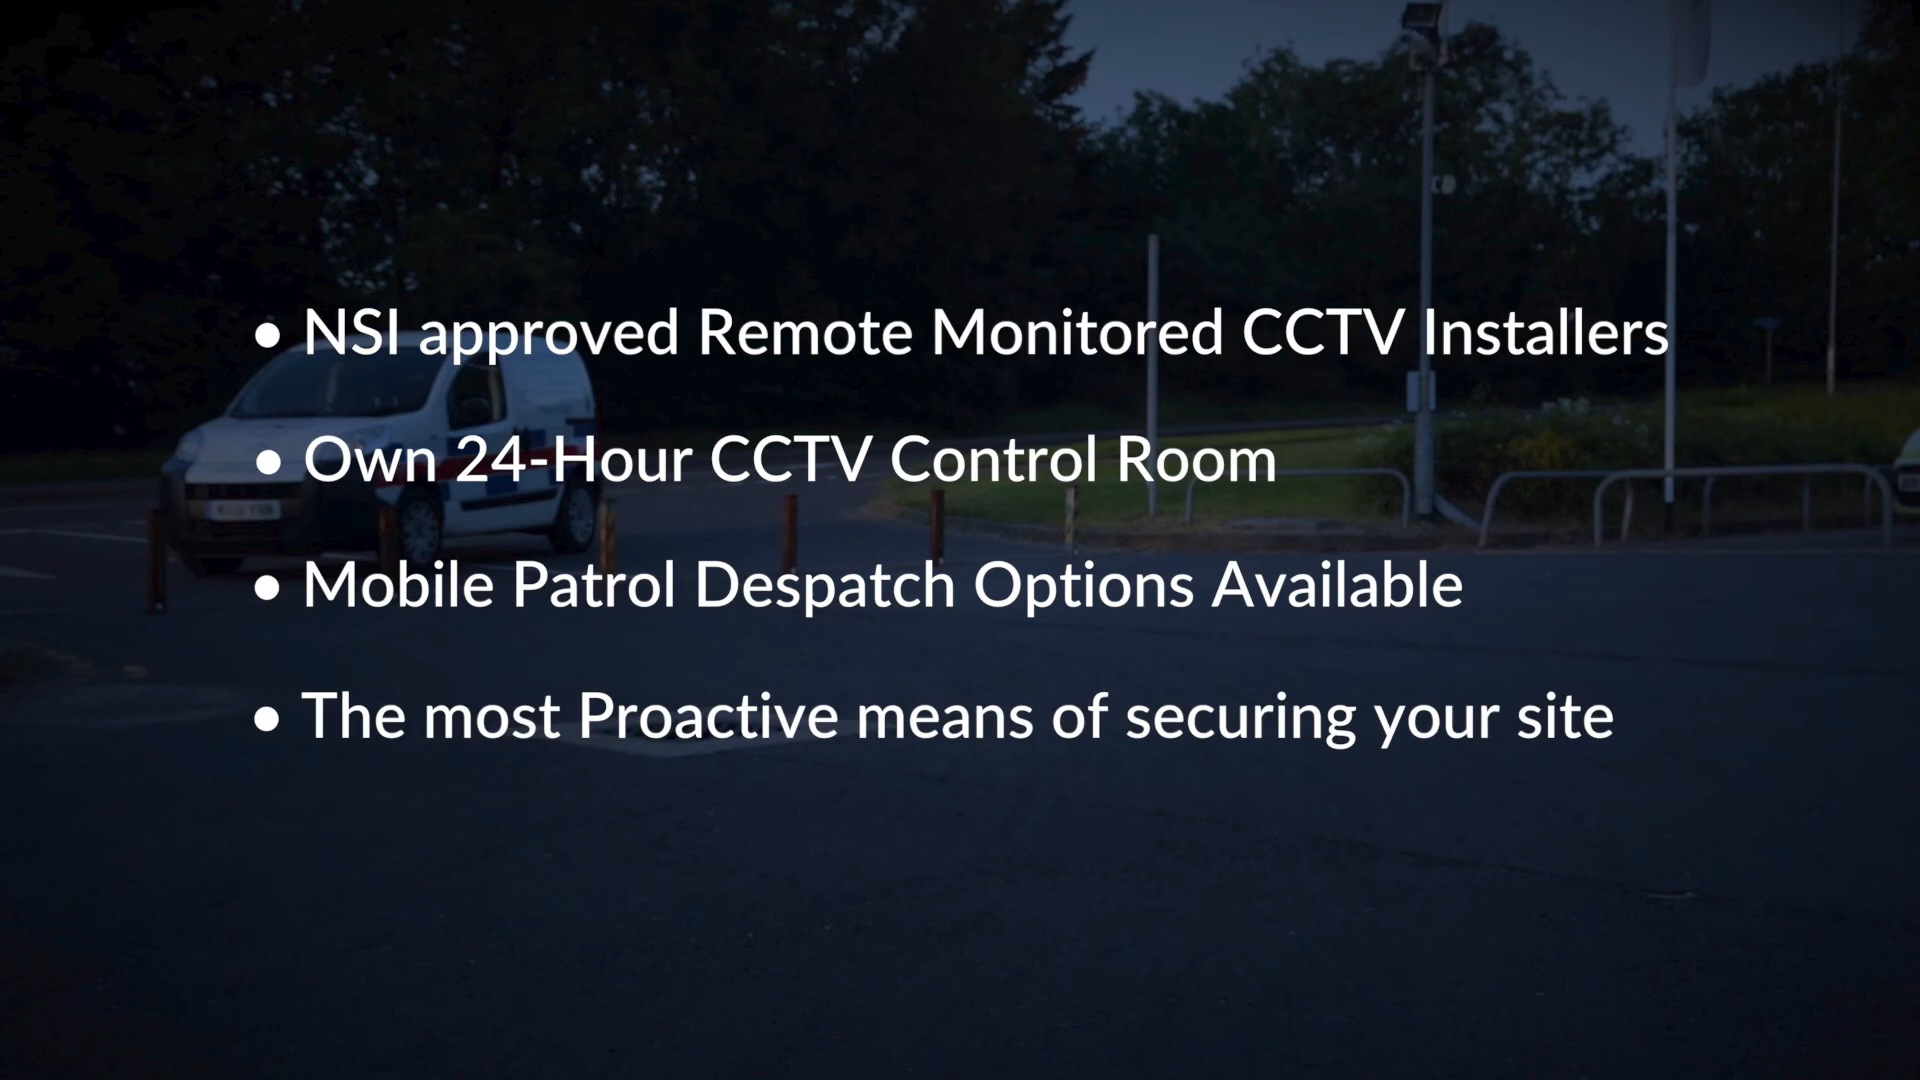 • NSI approved Remote Monitored CCTV Installers
• Own 24-Hour CCTV Control Room
• Mobile Patrol Despatch Options Available
• The most Proactive means of securing your site